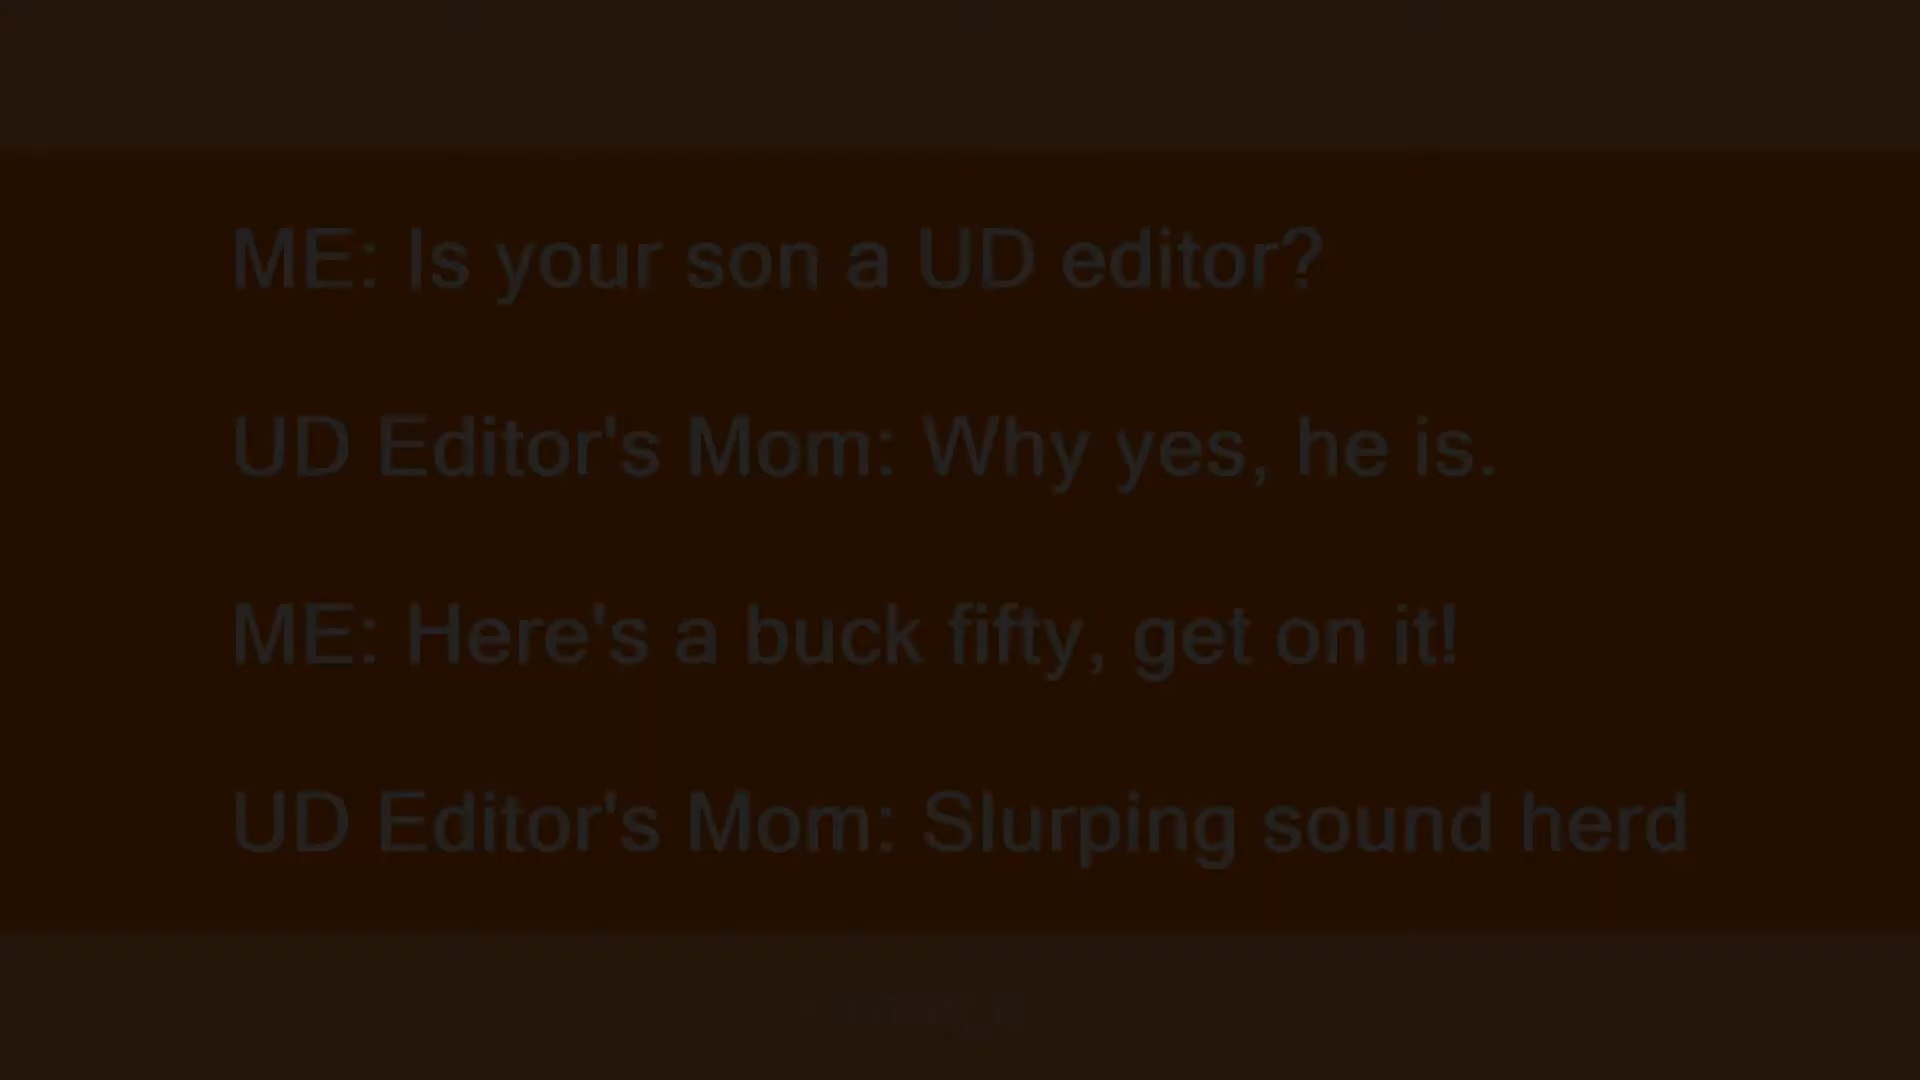 ME: Is your son a UD editor?
UD Editor's Mom: Why yes, he is.
ME: Here's a buck fifty, get on it!
UD Editor's Mom: Slurping sound herd